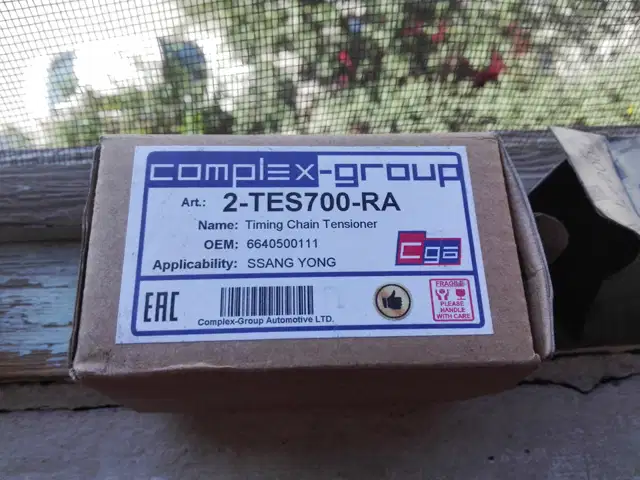 complex-group
Art.: 2-TES700-RA
Name: Timing Chain Tensioner
OEM: 6640500111
cga
Applicability: SSANG YONG
EAC
Complex-Group Automotive LTD.
FRAGILE
PLEASE
HANDLE
WITH CARE